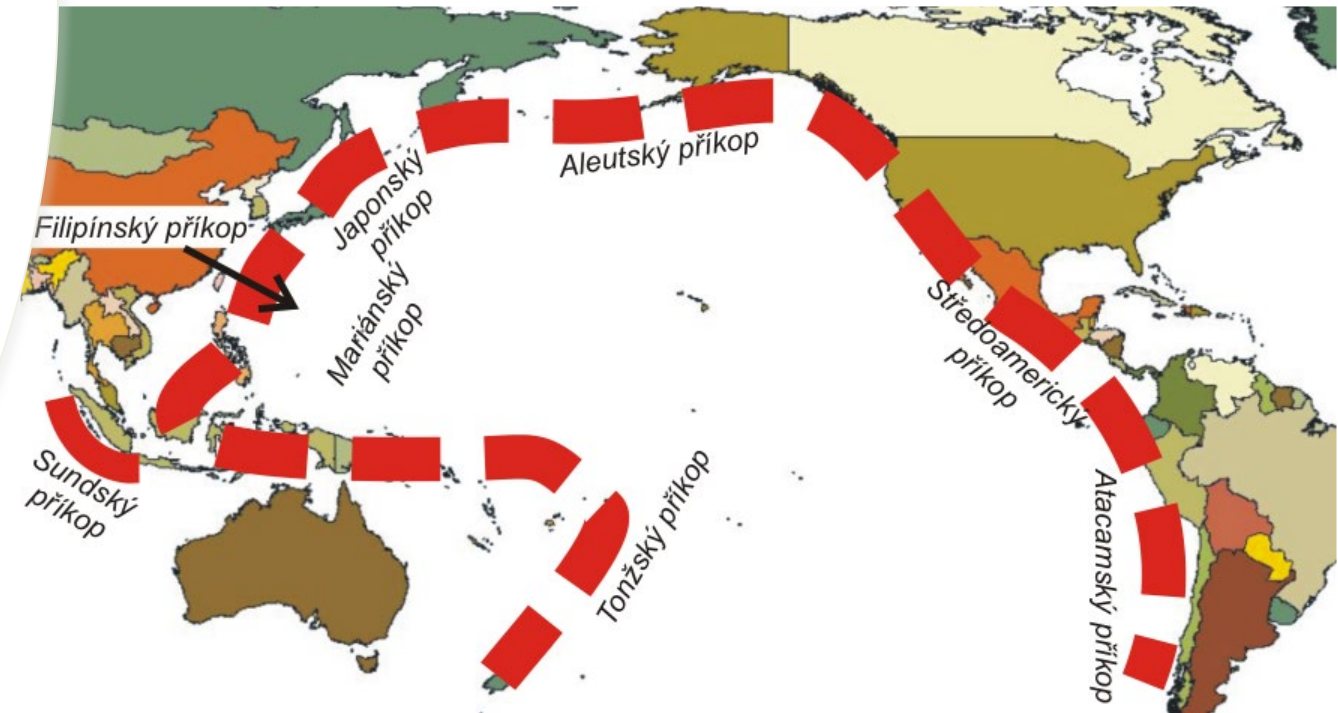 Filipínský příkop
Japonský
příkop
Mariánský
příkop
Aleutský příkop
Středoamerický
příkop
Sundský
příkop
Tonžský příkop
Atacamský příkop